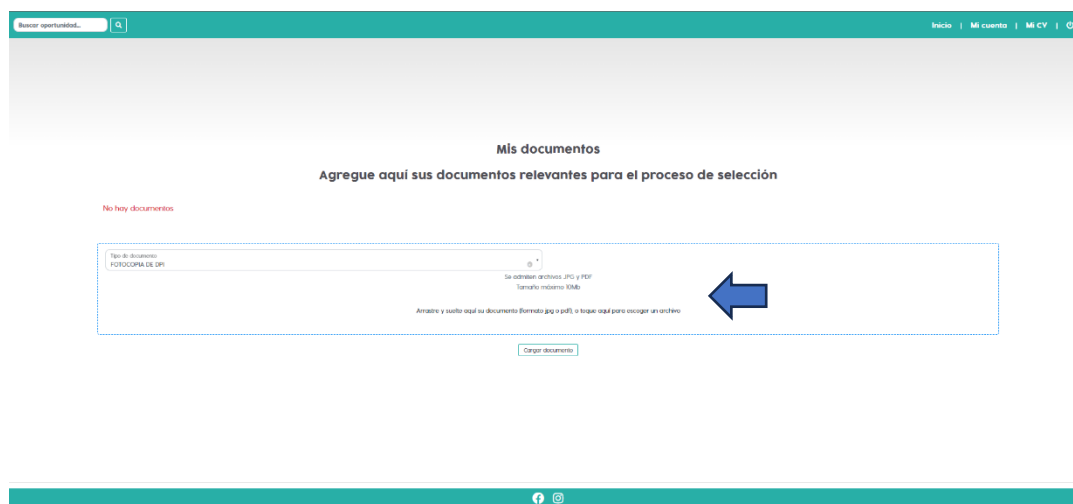 Buscar oportunidad...
Inicio | Mi cuenta | Mi CV |
Mis documentos
Agregue aquí sus documentos relevantes para el proceso de selección
No hay documentos
Tipo de documento
FOTOCOPIA DE DPI
Se admiten archivos JPG y PDF
Tamaño máximo 10Mb
Arrastre y suelte aquí su documento (formato jpg o pdf), o toque aquí para escoger un archivo
Cargar documento